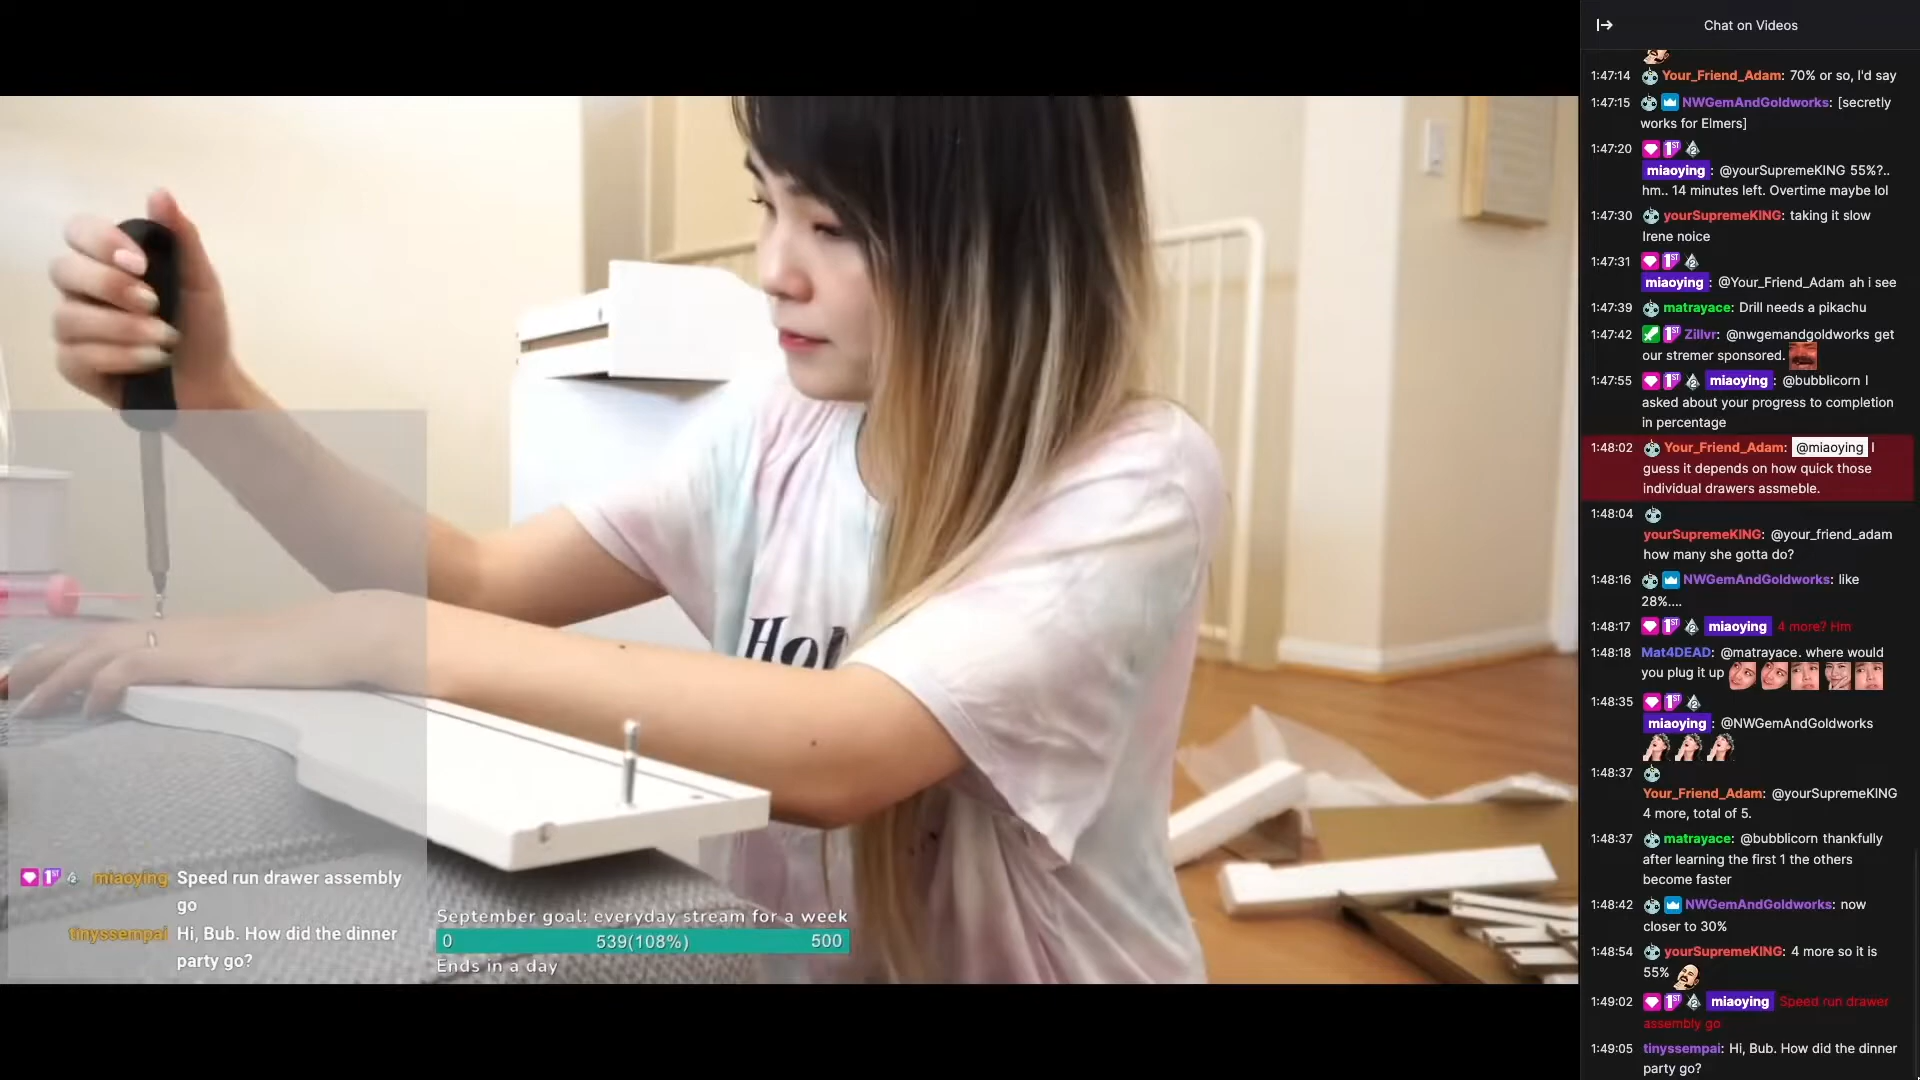 Chat on Videos
1:47:14 Your_Friend_Adam: 70% or so, I'd say
1:47:15 NWGemAndGoldworks: [secretly
works for Elmers]
1:47:20
miaoying : @yourSupremeKING 55%?..
hm.. 14 minutes left. Overtime maybe lol
1:47:30 yourSupremeKING: taking it slow
Irene noice
1:47:31
miaoying : @Your_Friend_Adam ah i see
1:47:39 matrayace: Drill needs a pikachu
1:47:42 Zillvr: @nwgemandgoldworks get
our stremer sponsored.
1:47:55 miaoying : @bubblicorn I
asked about your progress to completion
in percentage
1:48:02 Your_Friend_Adam: @miaoying I
guess it depends on how quick those
individual drawers assmeble.
1:48:04
yourSupremeKING: @your_friend_adam
how many she gotta do?
1:48:16 NWGemAndGoldworks: like
28%....
1:48:17 miaoying 4 more? Hm
1:48:18 Mat4DEAD: @matrayace. where would
you plug it up
1:48:35
miaoying : @NWGemAndGoldworks
1:48:37
Your_Friend_Adam: @yourSupremeKING
4 more, total of 5.
1:48:37 matrayace: @bubblicorn thankfully
after learning the first 1 the others
become faster
1:48:42 NWGemAndGoldworks: now
closer to 30%
1:48:54 yourSupremeKING: 4 more so it is
55%
1:49:02 miaoying Speed run drawer
assembly go
1:49:05 tinyssempai: Hi, Bub. How did the dinner
party go?
Hol
miaoying Speed run drawer assembly
go
tinyssempai Hi, Bub. How did the dinner
party go?
September goal: everyday stream for a week
0 539(108%) 500
Ends in a day